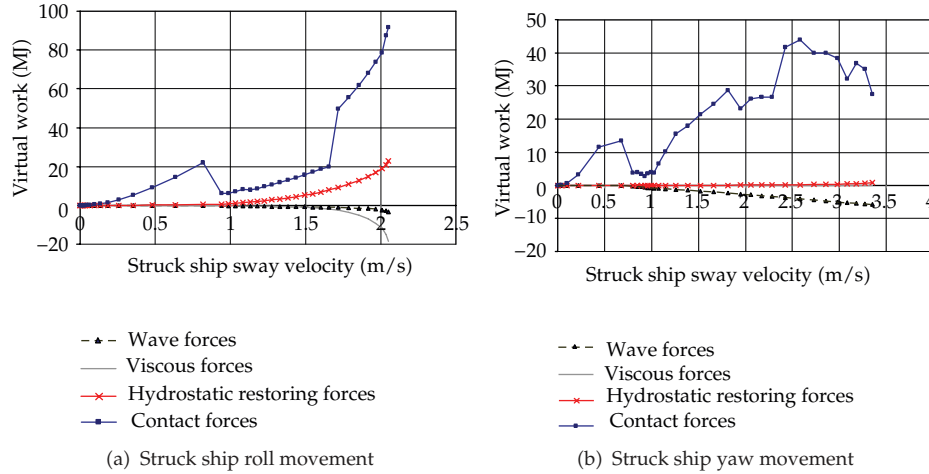 Virtual work (MJ)
100
80
60
40
20
0
−20
0 0.5 1 1.5 2 2.5
Struck ship sway velocity (m/s)
Wave forces
Viscous forces
Hydrostatic restoring forces
Contact forces
(a) Struck ship roll movement
Virtual work (MJ)
50
40
30
20
10
0
−10
−20
0 0.5 1 1.5 2 2.5 3 3.5 4
Struck ship sway velocity (m/s)
Wave forces
Viscous forces
Hydrostatic restoring forces
Contact forces
(b) Struck ship yaw movement